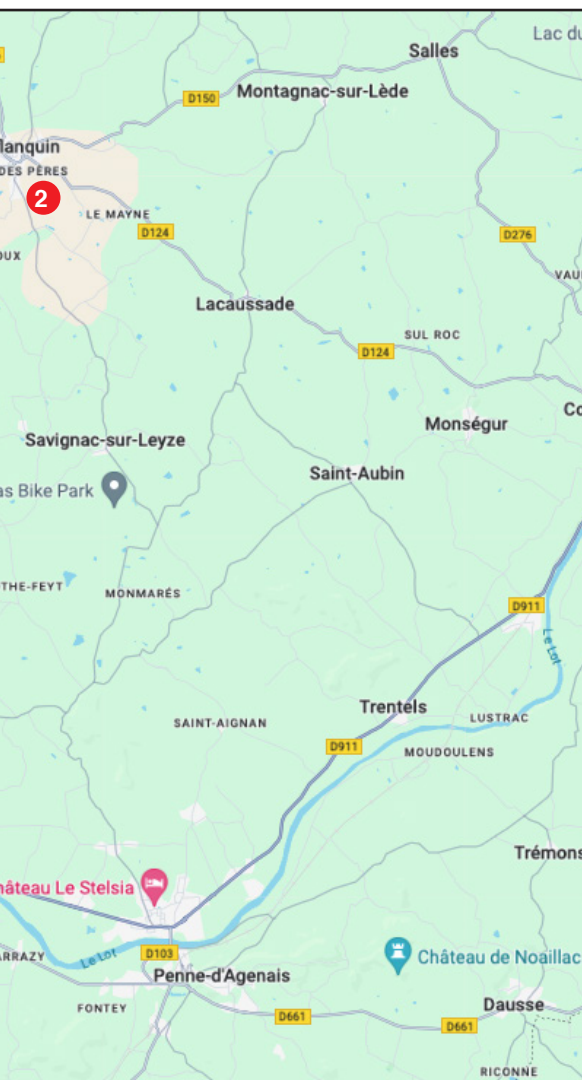 Salles
Lac du
Montagnac-sur-Lède
D150
lanquin
DES PÈRES
2
LE MAYNE
D124
D276
OUX
VAU
Lacaussade
SUL ROC
D124
Co
Monségur
Savignac-sur-Leyze
Saint-Aubin
as Bike Park
THE-FEYT
MONMARÉS
D911
Le Lot
Trentels
LUSTRAC
SAINT-AIGNAN
D911
MOUDOULENS
Trémons
hâteau Le Stelsia
D103
Le Lot
RRAZY
Château de Noaillac
Penne-d'Agenais
FONTEY
D661
D661
Dausse
RICONNE